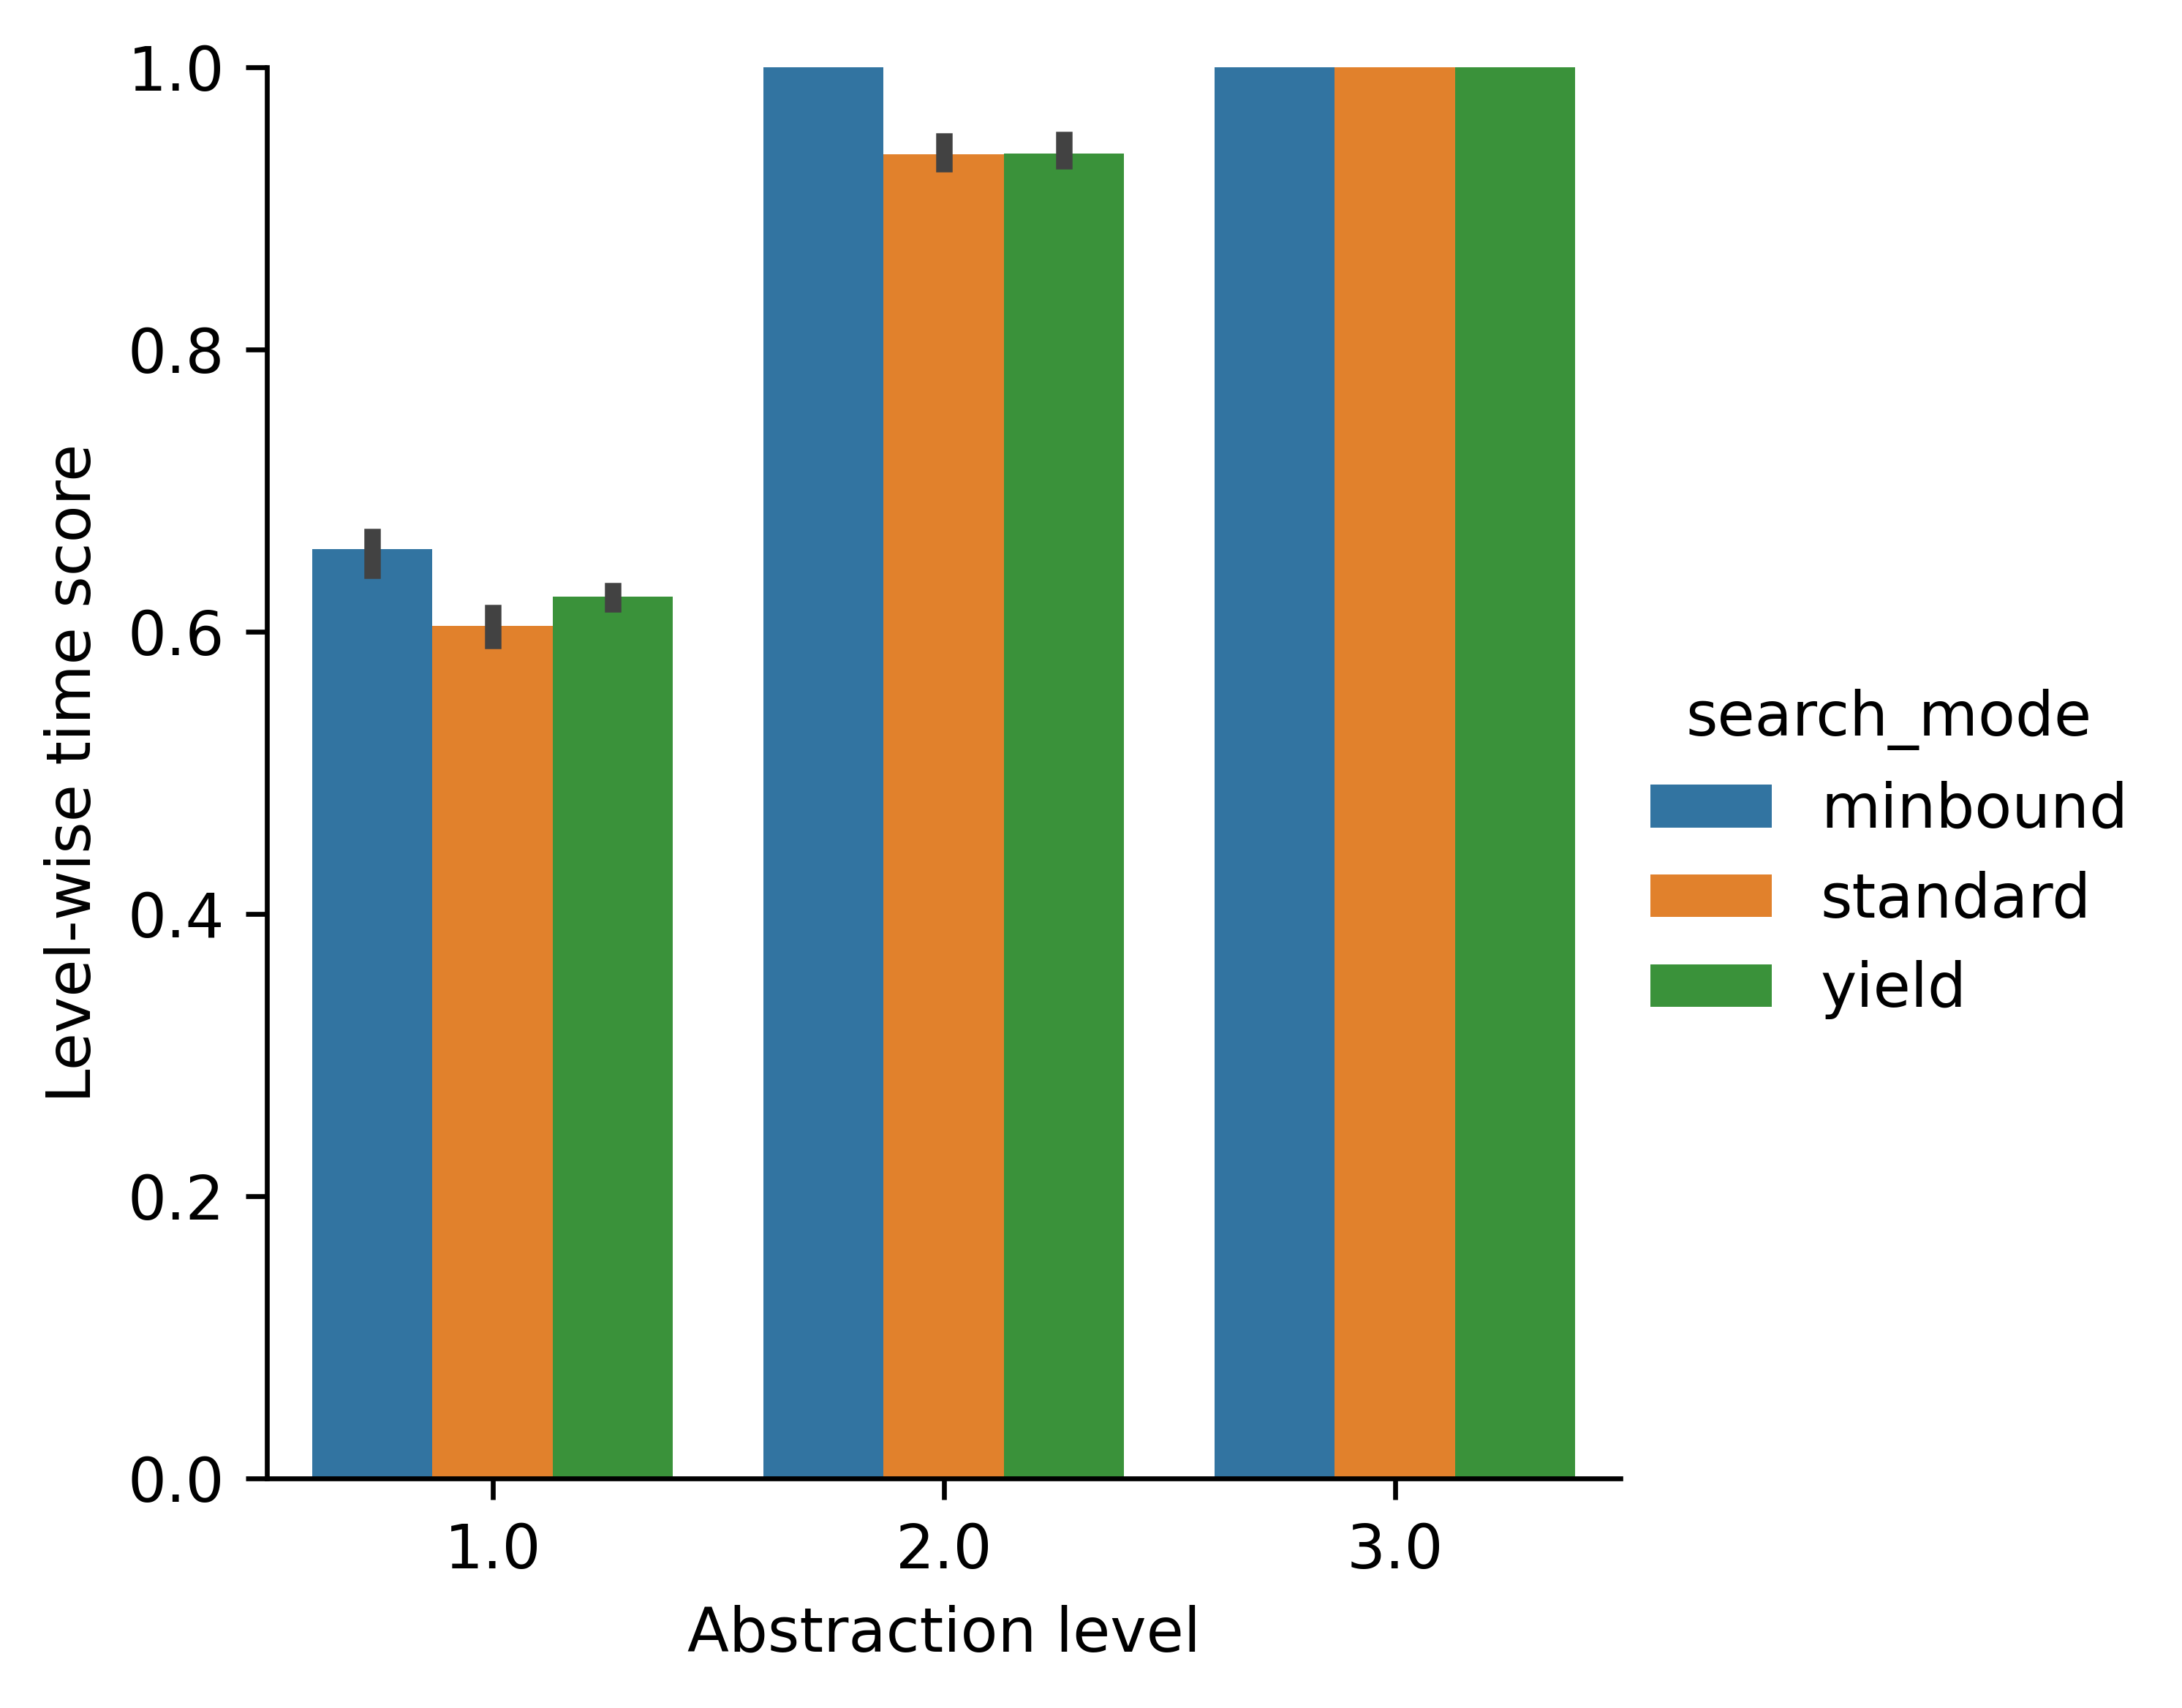 1.0
0.8
0.6
0.4
0.2
0.0
Level-wise time score
1.0 2.0 3.0
Abstraction level
search_mode
minbound
standard
yield